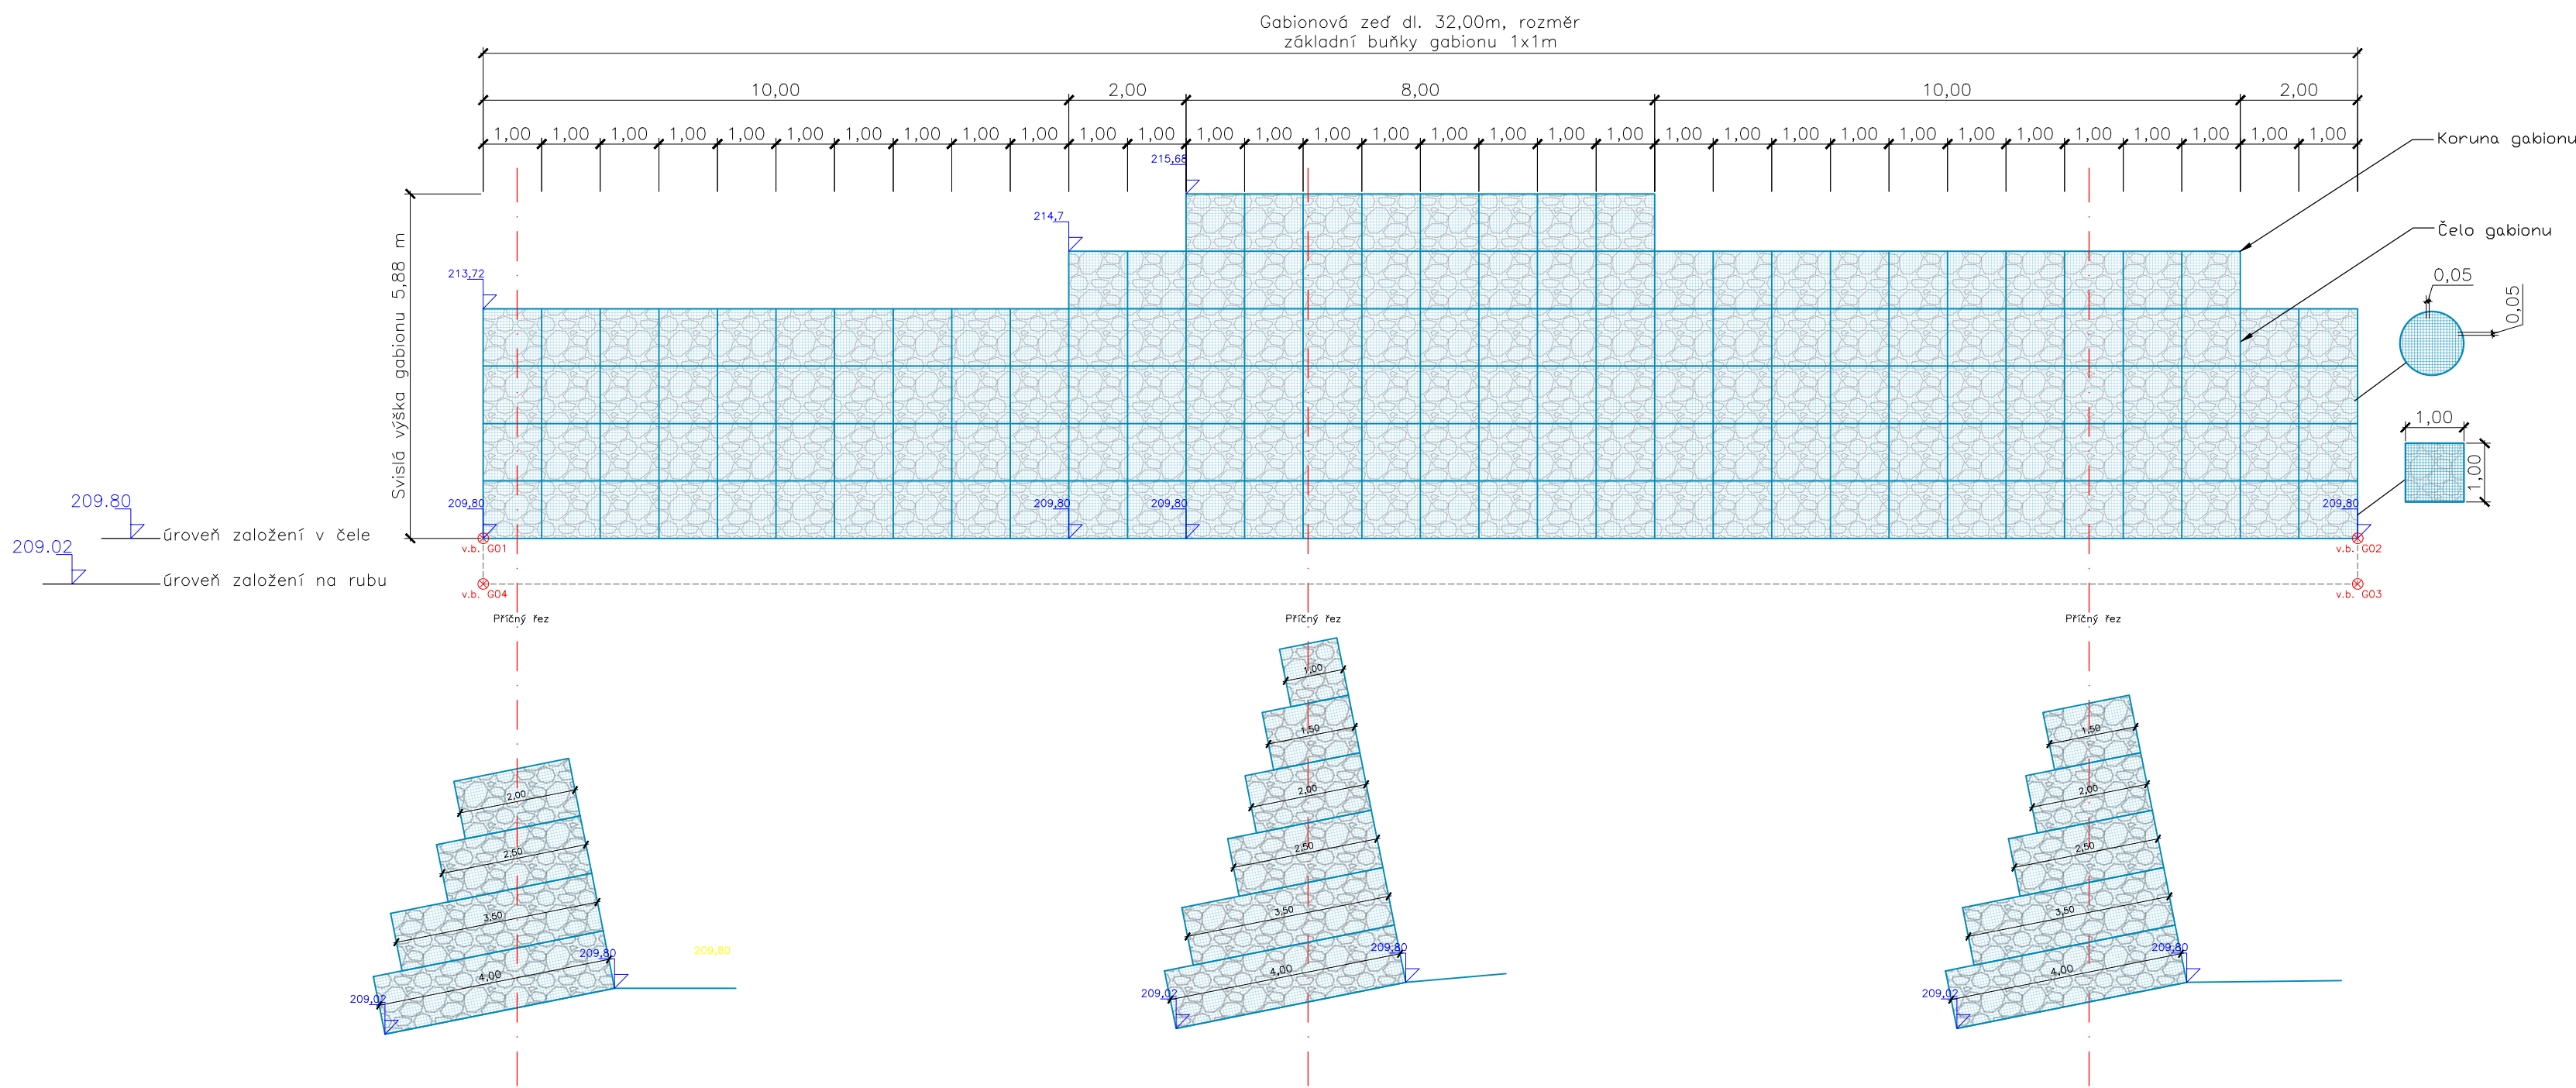 Gabionová zeď dl. 32,00m, rozměr
základní buňky gabionu 1x1m
10,00 2,00 8,00 10,00 2,00
1,00 1,00 1,00 1,00 1,00 1,00 1,00 1,00 1,00 1,00 1,00 1,00 1,00 1,00 1,00 1,00 1,00 1,00 1,00 1,00 1,00 1,00 1,00 1,00 1,00 1,00 1,00 1,00 1,00 1,00 1,00 1,00
Koruna gabionu
215,68
214,7
Čelo gabionu
213,72
0,05
0,05
Svislá výška gabionu 5,88 m
1,00
1,00
209.80
209,80 209,80 209,80 209,80
úroveň založení v čele
209.02
v.b. G01 v.b. G02
úroveň založení na rubu
v.b. G04 v.b. G03
Příčný řez Příčný řez Příčný řez
2,00
2,50
3,50
209,80
209,80
4,00
209,02
1,00
1,50
2,00
2,50
3,50
209,80
4,00
209,02
1,50
2,00
2,50
3,50
209,80
4,00
209,02